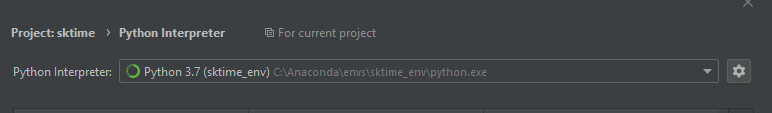 Project: sktime › Python Interpreter For current project
Python Interpreter: Python 3.7 (sktime_env) C:\Anaconda\envs\sktime_env\python.exe